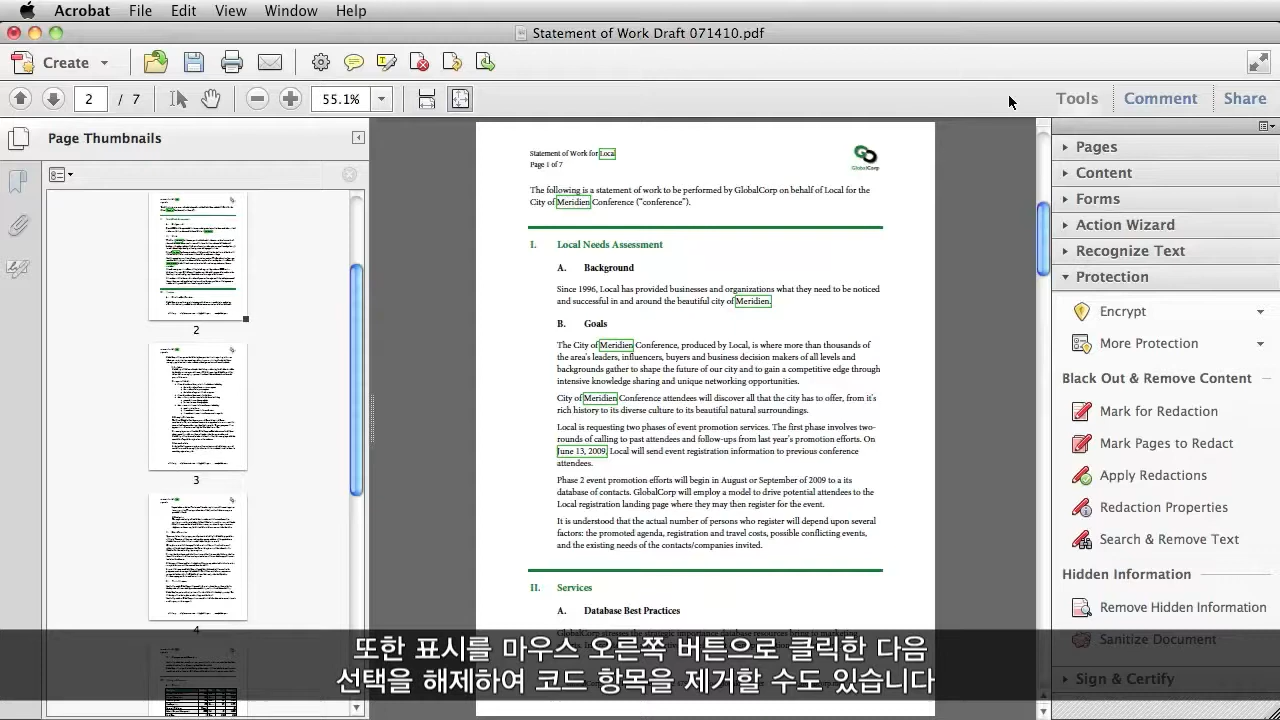 Acrobat File Edit View Window Help
Statement of Work Draft 071410.pdf
Create
2 / 7 55.1% Tools Comment Share
Page Thumbnails
2
3
4
Statement of Work for Local
Page 1 of 7
GlobalCorp
The following is a statement of work to be performed by GlobalCorp on behalf of Local for the
City of Meridien Conference (“conference”).
I. Local Needs Assessment
A. Background
Since 1996, Local has provided businesses and organizations what they need to be noticed
and successful in and around the beautiful city of Meridien.
B. Goals
The City of Meridien Conference, produced by Local, is where more than thousands of
the area's leaders, influencers, buyers and business decision makers of all levels and
backgrounds gather to shape the future of our city and to gain a competitive edge through
intensive knowledge sharing and unique networking opportunities.
City of Meridien Conference attendees will discover all that the city has to offer, from it's
rich history to its diverse culture to its beautiful natural surroundings.
Local is requesting two phases of event promotion services. The first phase involves two-
rounds of calling to past attendees and follow-ups from last year's promotion efforts. On
June 13, 2009, Local will send event registration information to previous conference
attendees.
Phase 2 event promotion efforts will begin in August or September of 2009 to a its
database of contacts. GlobalCorp will employ a model to drive potential attendees to the
Local registration landing page where they may then register for the event.
It is understood that the actual number of persons who register will depend upon several
factors: the promoted agenda, registration and travel costs, possible conflicting events,
and the existing needs of the contacts/companies invited.
II. Services
A. Database Best Practices
GlobalCorp stresses the strategic importance database resources
Pages
Content
Forms
Action Wizard
Recognize Text
Protection
Encrypt
More Protection
Black Out & Remove Content
Mark for Redaction
Mark Pages to Redact
Apply Redactions
Redaction Properties
Search & Remove Text
Hidden Information
Remove Hidden Information
Sanitize Document
Sign & Certify
또한 표시를 마우스 오른쪽 버튼으로 클릭한 다음
선택을 해제하여 코드 항목을 제거할 수도 있습니다